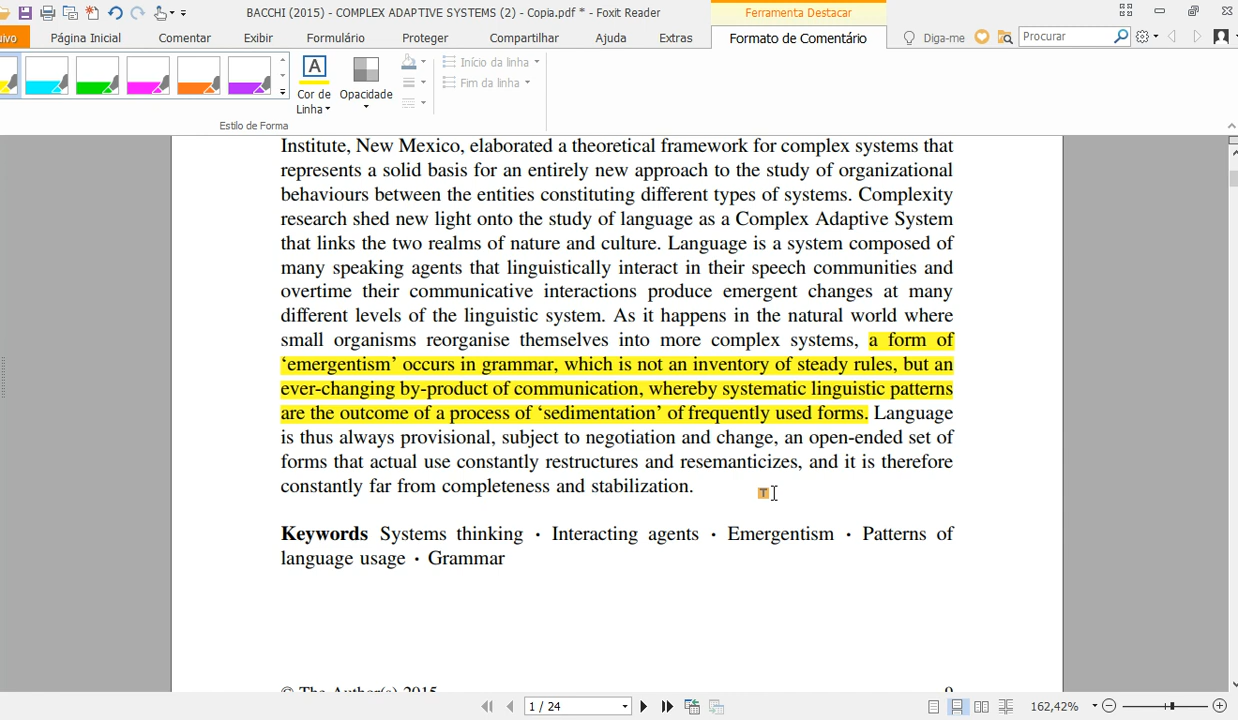 BACCHI (2015) - COMPLEX ADAPTIVE SYSTEMS (2) - Copia.pdf * - Foxit Reader
Ferramenta Destacar
ivo Página Inicial Comentar Exibir Formulário Proteger Compartilhar Ajuda Extras Formato de Comentário Diga-me Procurar
A
Cor de Linha
Opacidade
Início da linha
Fim da linha
Estilo de Forma
Institute, New Mexico, elaborated a theoretical framework for complex systems that
represents a solid basis for an entirely new approach to the study of organizational
behaviours between the entities constituting different types of systems. Complexity
research shed new light onto the study of language as a Complex Adaptive System
that links the two realms of nature and culture. Language is a system composed of
many speaking agents that linguistically interact in their speech communities and
overtime their communicative interactions produce emergent changes at many
different levels of the linguistic system. As it happens in the natural world where
small organisms reorganise themselves into more complex systems, a form of
‘emergentism’ occurs in grammar, which is not an inventory of steady rules, but an
ever-changing by-product of communication, whereby systematic linguistic patterns
are the outcome of a process of ‘sedimentation’ of frequently used forms. Language
is thus always provisional, subject to negotiation and change, an open-ended set of
forms that actual use constantly restructures and resemanticizes, and it is therefore
constantly far from completeness and stabilization.
T
Keywords Systems thinking · Interacting agents · Emergentism · Patterns of
language usage · Grammar
© The Author(s) 2015 9
1 / 24
162,42%